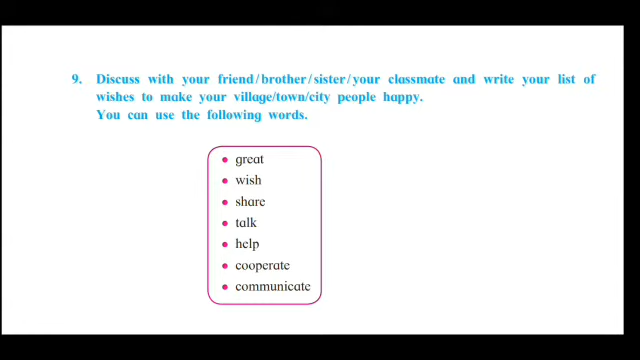 9. Discuss with your friend/brother/sister/your classmate and write your list of
wishes to make your village/town/city people happy.
You can use the following words.
• great
• wish
• share
• talk
• help
• cooperate
• communicate